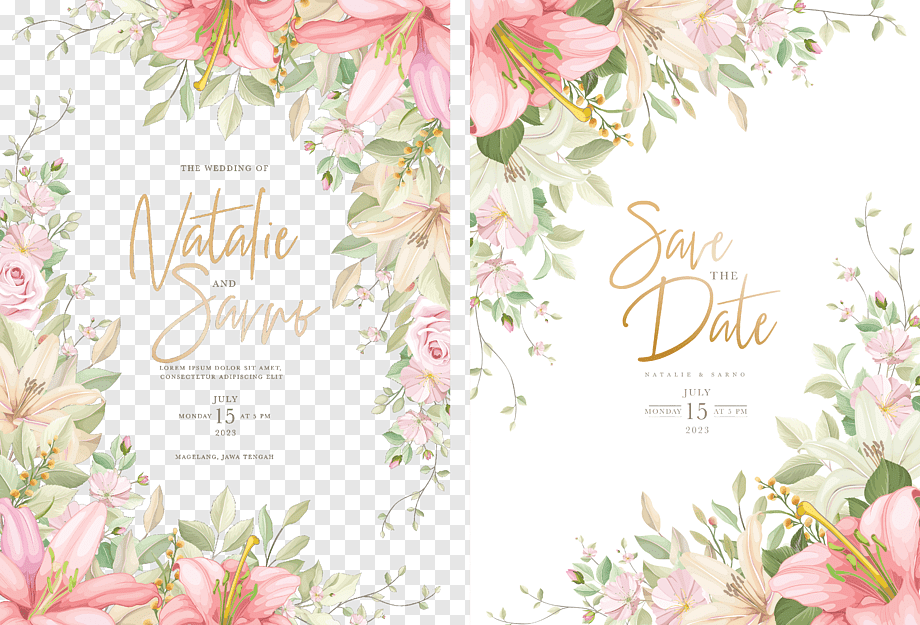 THE WEDDING OF
Natalie
AND
Sarno
LOREM IPSUM DOLOR SIT AMET,
CONSECTETUR ADIPISCING ELIT
JULY
MONDAY 15 AT 5 PM
2023
MAGELANG, JAWA TENGAH
Save
THE
Date
NATALIE & SARNO
JULY
MONDAY 15 AT 5 PM
2023